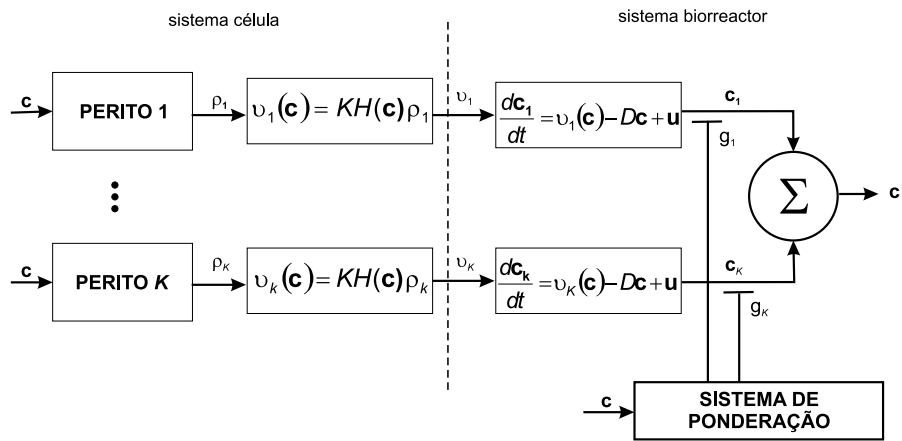 sistema célula
sistema biorreactor
c
PERITO 1
ρ₁
υ₁(c) = KH(c)ρ₁
υ₁
dc₁/dt = υ₁(c) – Dc + u
c₁
g₁
Σ
c
c
PERITO K
ρK
υk(c) = KH(c)ρk
υK
dck/dt = υK(c) – Dc + u
cK
gK
c
SISTEMA DE
PONDERAÇÃO